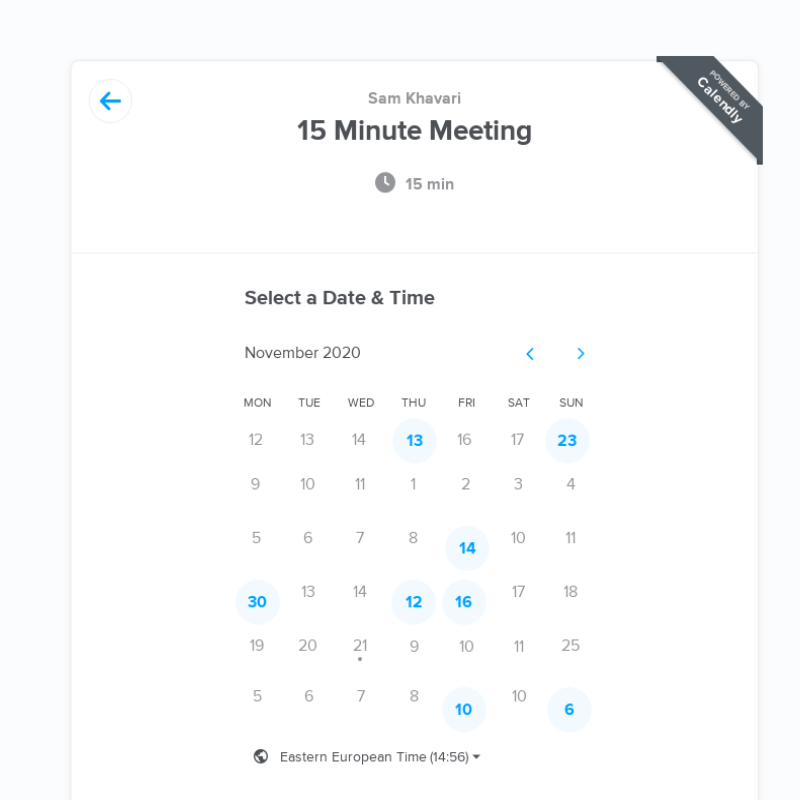 POWERED BY
Calendly
Sam Khavari
15 Minute Meeting
15 min
Select a Date & Time
November 2020
MON TUE WED THU FRI SAT SUN
12 13 14 13 16 17 23
9 10 11 1 2 3 4
5 6 7 8 14 10 11
30 13 14 12 16 17 18
19 20 21 9 10 11 25
5 6 7 8 10 10 6
Eastern European Time (14:56)